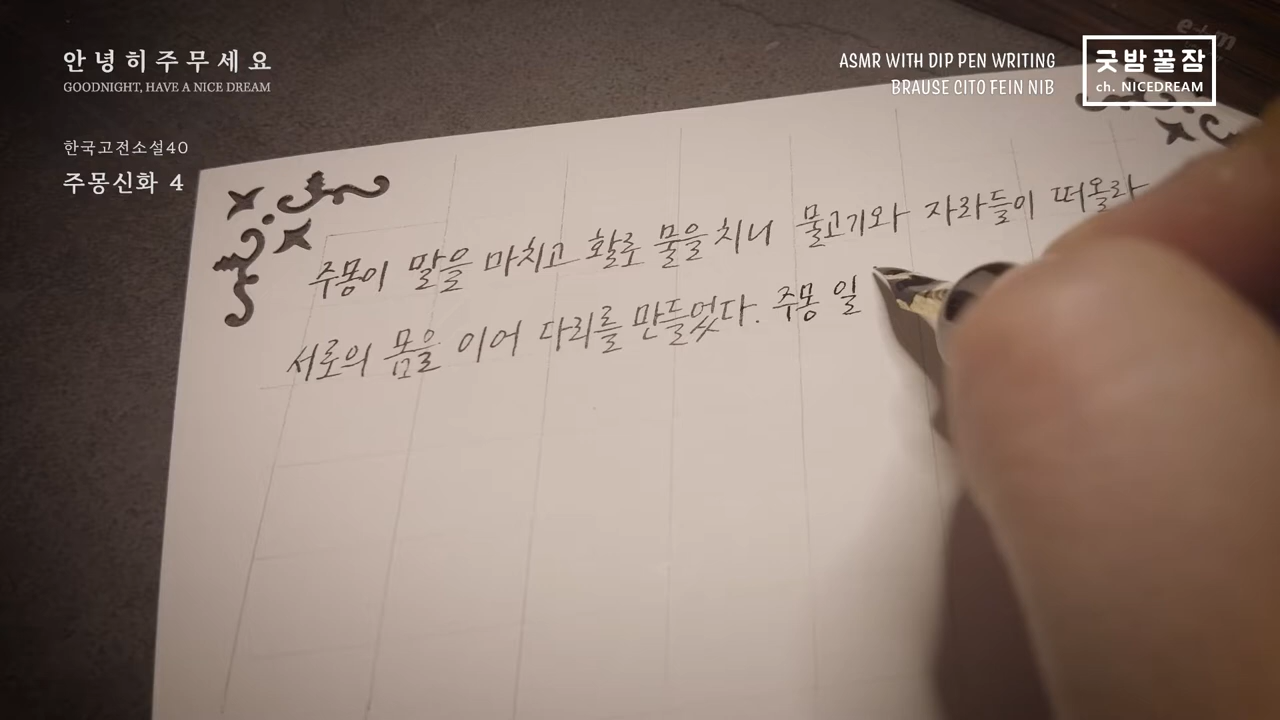 안녕히주무세요
GOODNIGHT, HAVE A NICE DREAM
한국고전소설40
주몽신화 4
ASMR WITH DIP PEN WRITING
BRAUSE CITO FEIN NIB
굿밤꿀잠
ch. NICEDREAM
주몽이 말을 마치고 활로 물을 치니 물고기와 자라들이 떠올라
서로의 몸을 이어 다리를 만들었다. 주몽 일